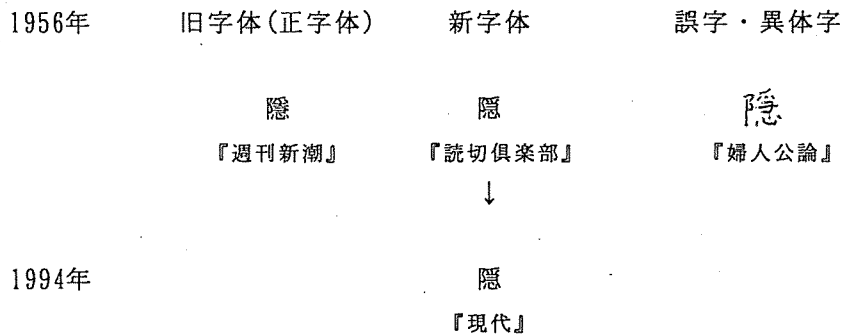 1956年 旧字体(正字体) 新字体 誤字・異体字
隱 隠 隠
『週刊新潮』 『読切倶楽部』 『婦人公論』
↓
1994年 隠
『現代』